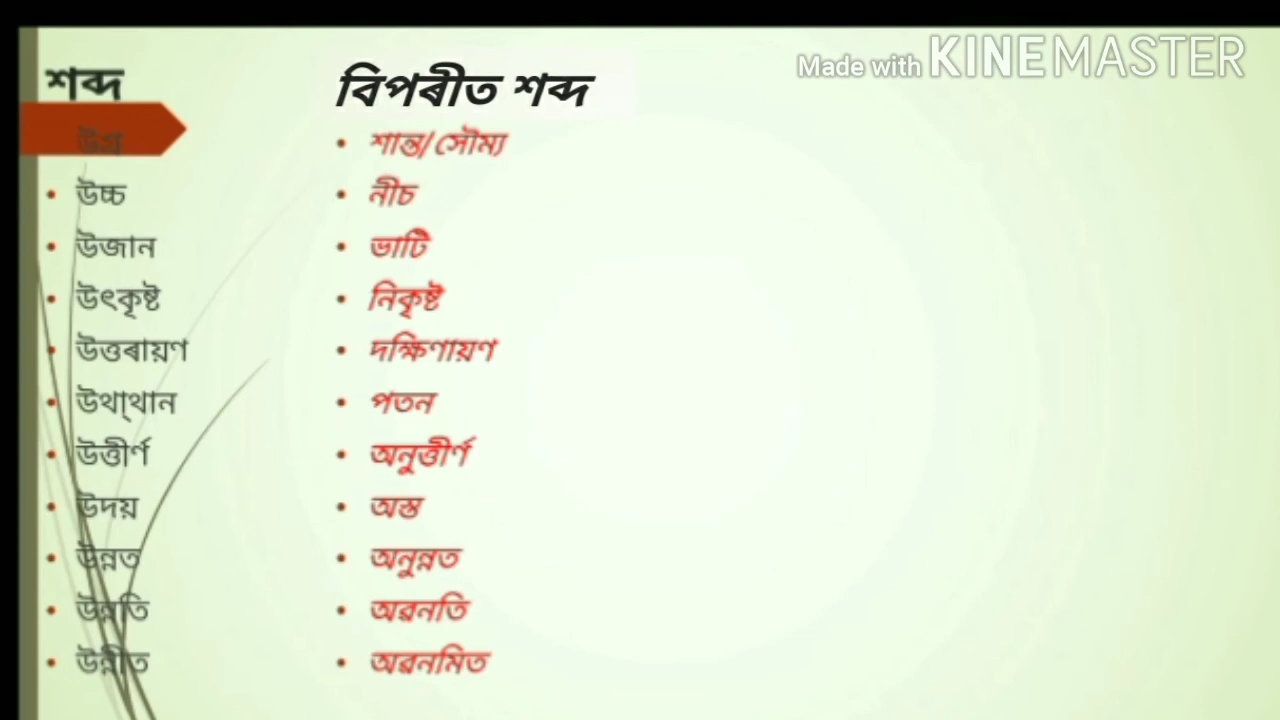 Made with KINEMASTER
শব্দ বিপৰীত শব্দ
উগ্ৰ শান্ত/সৌম্য
উচ্চ নীচ
উজান ভাটি
উৎকৃষ্ট নিকৃষ্ট
উত্তৰায়ণ দক্ষিণায়ণ
উথা্থান পতন
উত্তীৰ্ণ অনুত্তীৰ্ণ
উদয় অস্ত
উন্নত অনুন্নত
উন্নতি অৱনতি
উন্নীত অৱনমিত